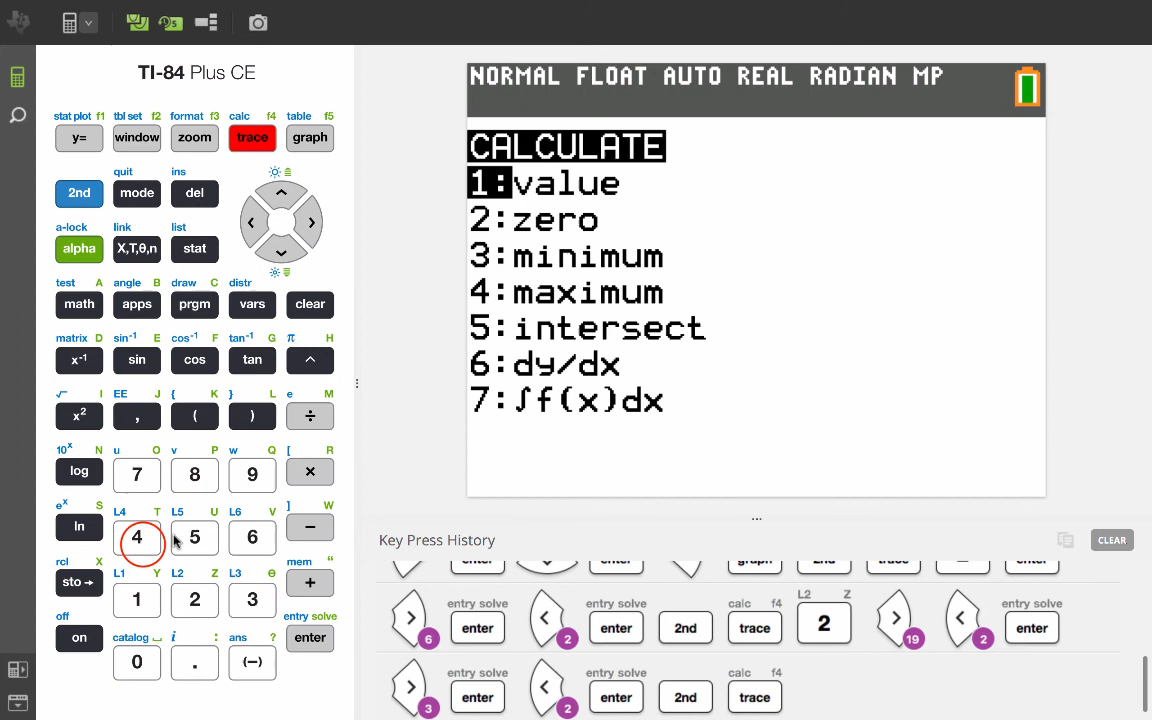 TI-84 Plus CE
stat plot f1 tbl set f2 format f3 calc f4 table f5
y= window zoom trace graph
quit ins
2nd mode del
a-lock link list
alpha X,T,θ,n stat
test A angle B draw C distr
math apps prgm vars clear
matrix D sin⁻¹ E cos⁻¹ F tan⁻¹ G π H
x⁻¹ sin cos tan ^
√ I EE J { K } L e M
x² , ( ) ÷
10ˣ N u O v P w Q [ R
log 7 8 9 ×
eˣ S L4 T L5 U L6 V ] W
ln 4 5 6 −
rcl X L1 Y L2 Z L3 θ mem “
sto→ 1 2 3 +
off catalog i : ans ? entry solve
on 0 . (−) enter
NORMAL FLOAT AUTO REAL RADIAN MP
CALCULATE
1:value
2:zero
3:minimum
4:maximum
5:intersect
6:dy/dx
7:∫f(x)dx
Key Press History
CLEAR
enter enter graph 2nd trace enter
entry solve entry solve calc f4 L2 Z entry solve
> 6 enter < 2 enter 2nd trace 2 > 19 < 2 enter
entry solve entry solve calc f4
> 3 enter < 2 enter 2nd trace